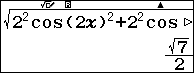 √2²cos(2x)²+2²cos ▷
√7/2